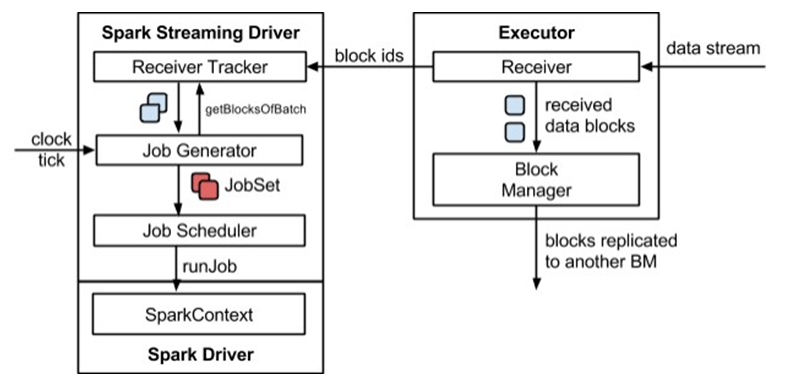 Spark Streaming Driver
Receiver Tracker
getBlocksOfBatch
clock
tick
Job Generator
JobSet
Job Scheduler
runJob
SparkContext
Spark Driver
block ids
Executor
Receiver
data stream
received
data blocks
Block
Manager
blocks replicated
to another BM